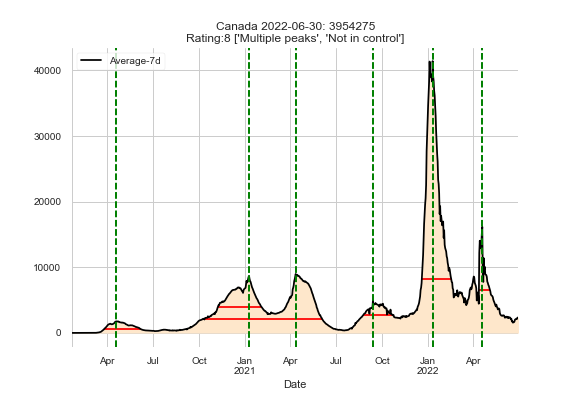 Canada 2022-06-30: 3954275
Rating:8 ['Multiple peaks', 'Not in control']
Average-7d
40000
30000
20000
10000
0
Apr Jul Oct Jan Apr Jul Oct Jan Apr
2021 2022
Date